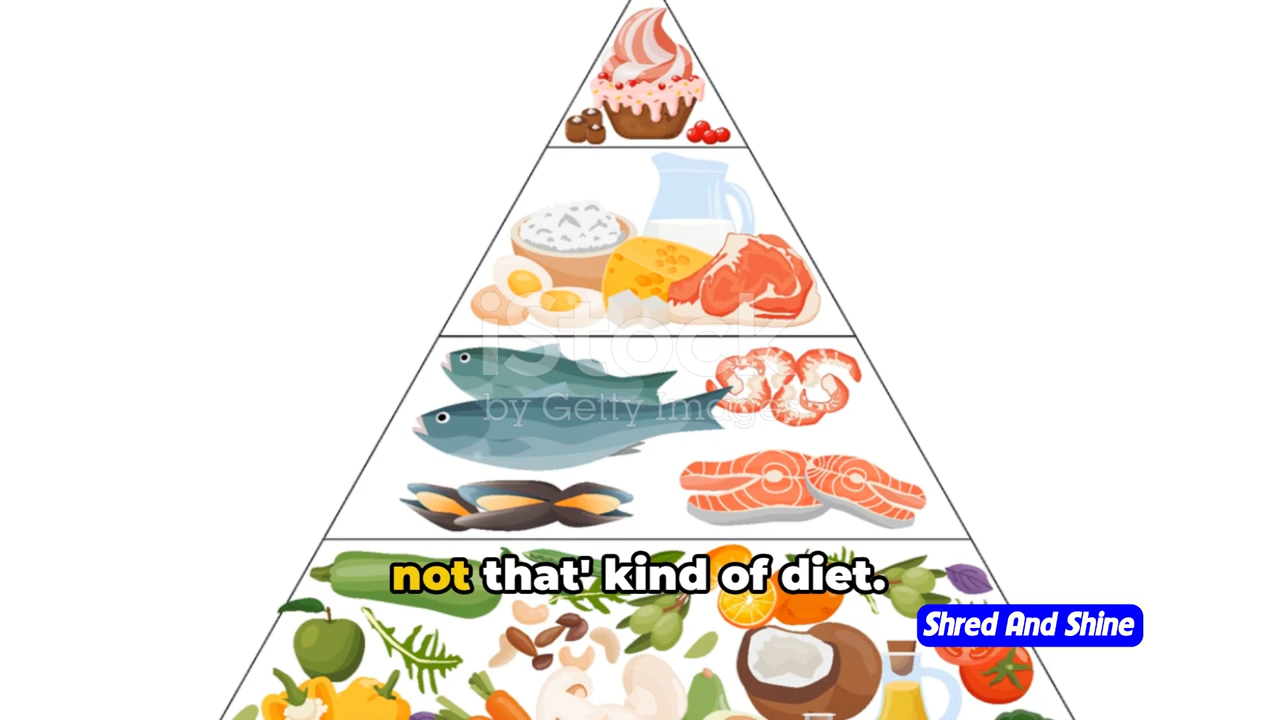 iStock
by Getty Images
not that' kind of diet.
Shred And Shine